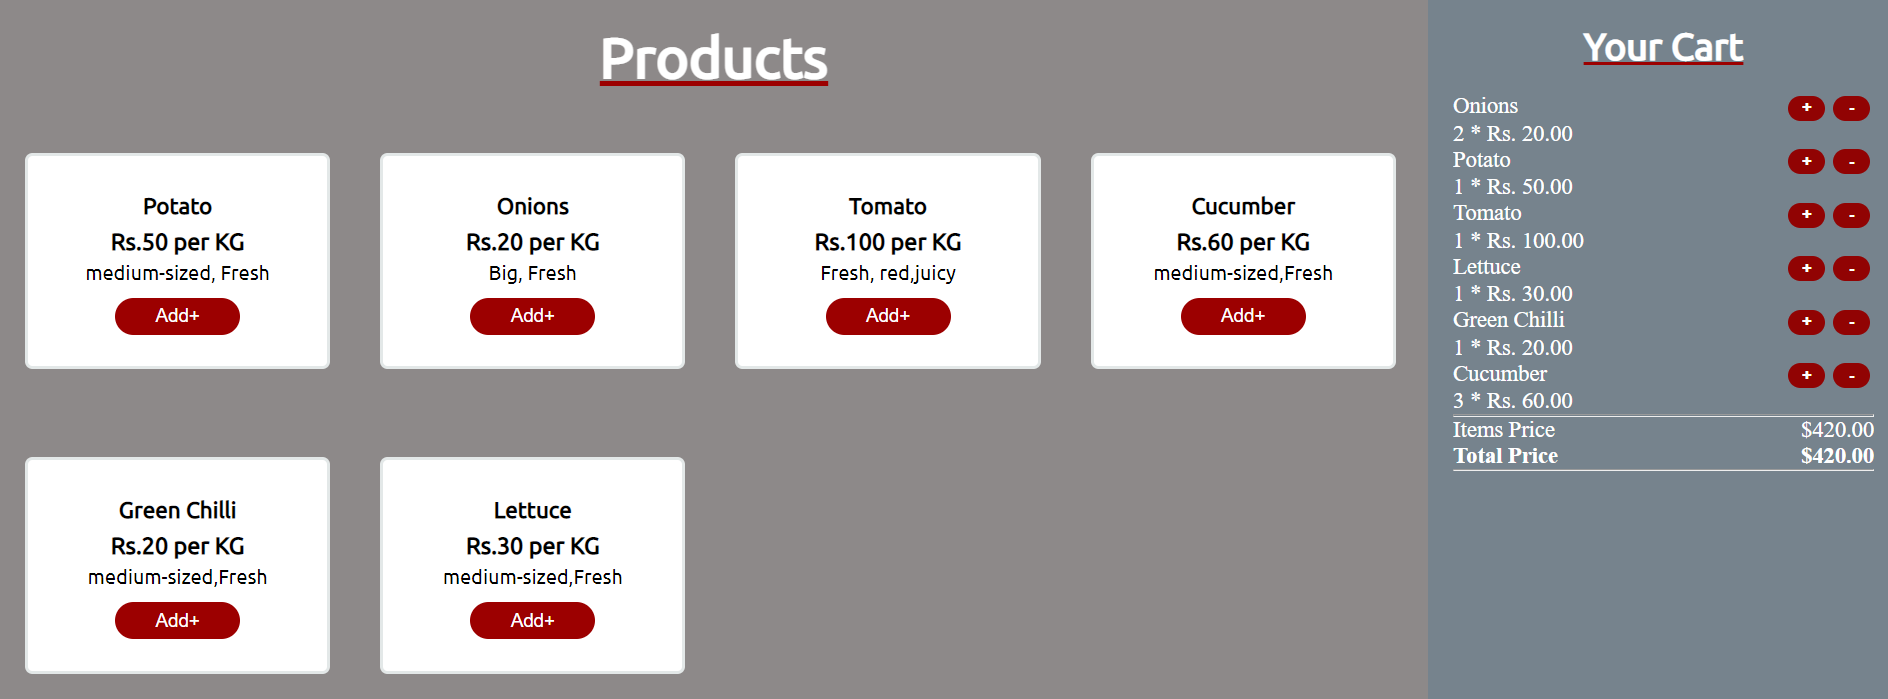 Products
Potato
Rs.50 per KG
medium-sized, Fresh
Add+
Onions
Rs.20 per KG
Big, Fresh
Add+
Tomato
Rs.100 per KG
Fresh, red,juicy
Add+
Cucumber
Rs.60 per KG
medium-sized,Fresh
Add+
Green Chilli
Rs.20 per KG
medium-sized,Fresh
Add+
Lettuce
Rs.30 per KG
medium-sized,Fresh
Add+
Your Cart
Onions + -
2 * Rs. 20.00
Potato + -
1 * Rs. 50.00
Tomato + -
1 * Rs. 100.00
Lettuce + -
1 * Rs. 30.00
Green Chilli + -
1 * Rs. 20.00
Cucumber + -
3 * Rs. 60.00
Items Price $420.00
Total Price $420.00